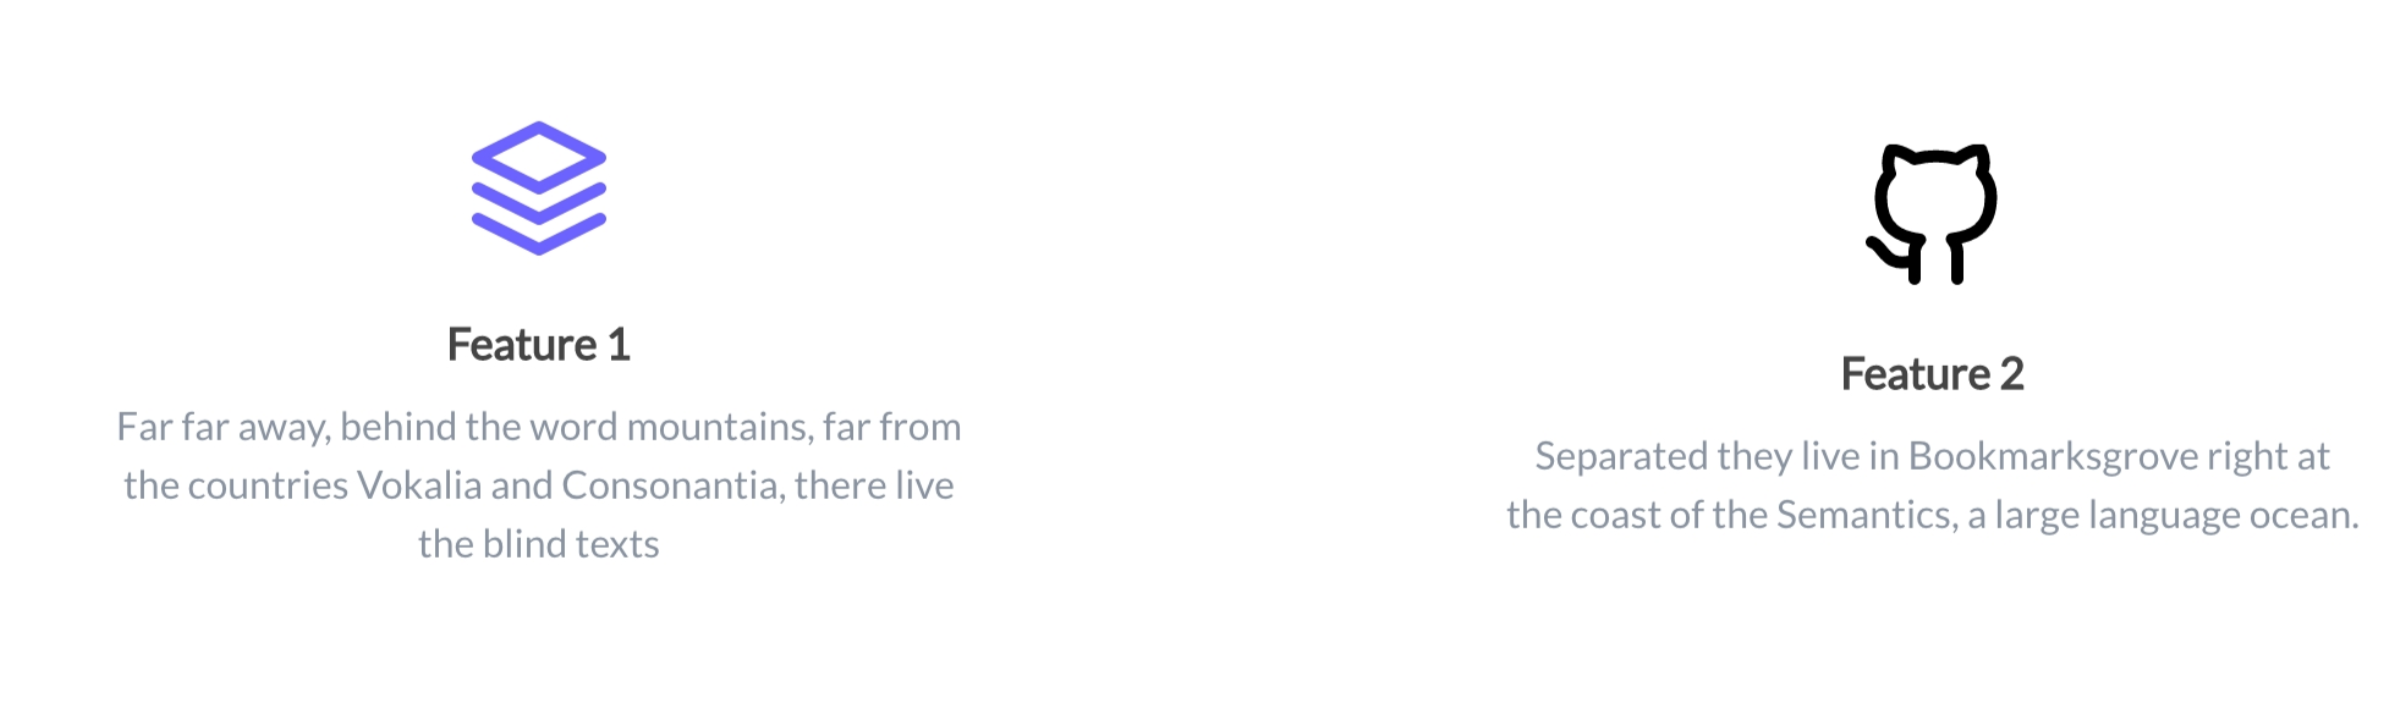 Feature 1
Far far away, behind the word mountains, far from
the countries Vokalia and Consonantia, there live
the blind texts
Feature 2
Separated they live in Bookmarksgrove right at
the coast of the Semantics, a large language ocean.